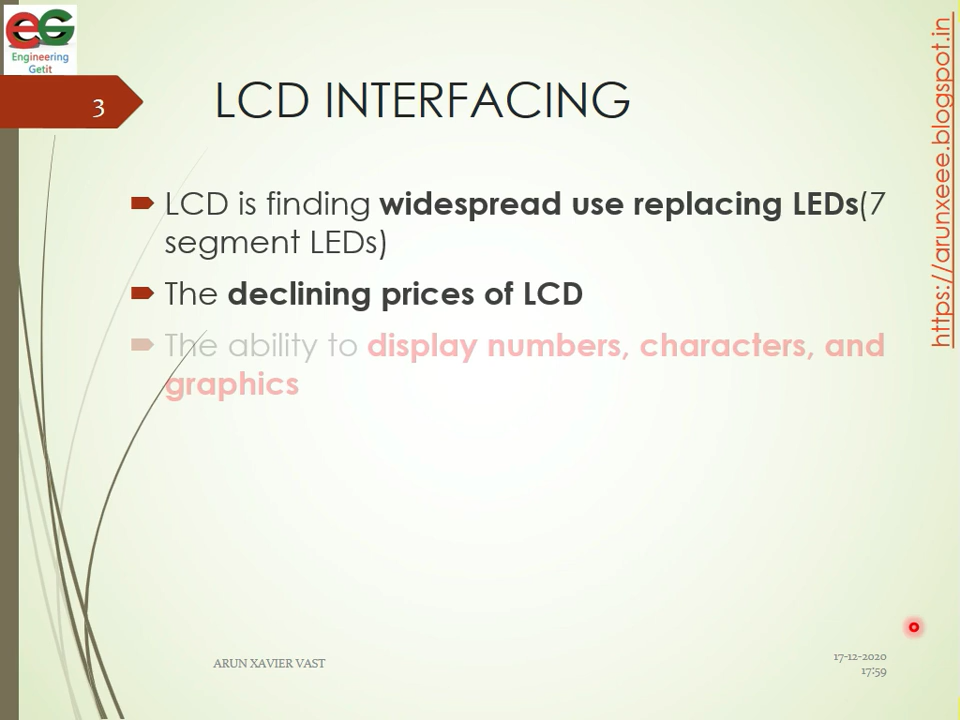 eG
Engineering
Getit
3
LCD INTERFACING
LCD is finding widespread use replacing LEDs(7
segment LEDs)
The declining prices of LCD
The ability to display numbers, characters, and
graphics
https://arunxeee.blogspot.in
ARUN XAVIER VAST
17-12-2020
17:59